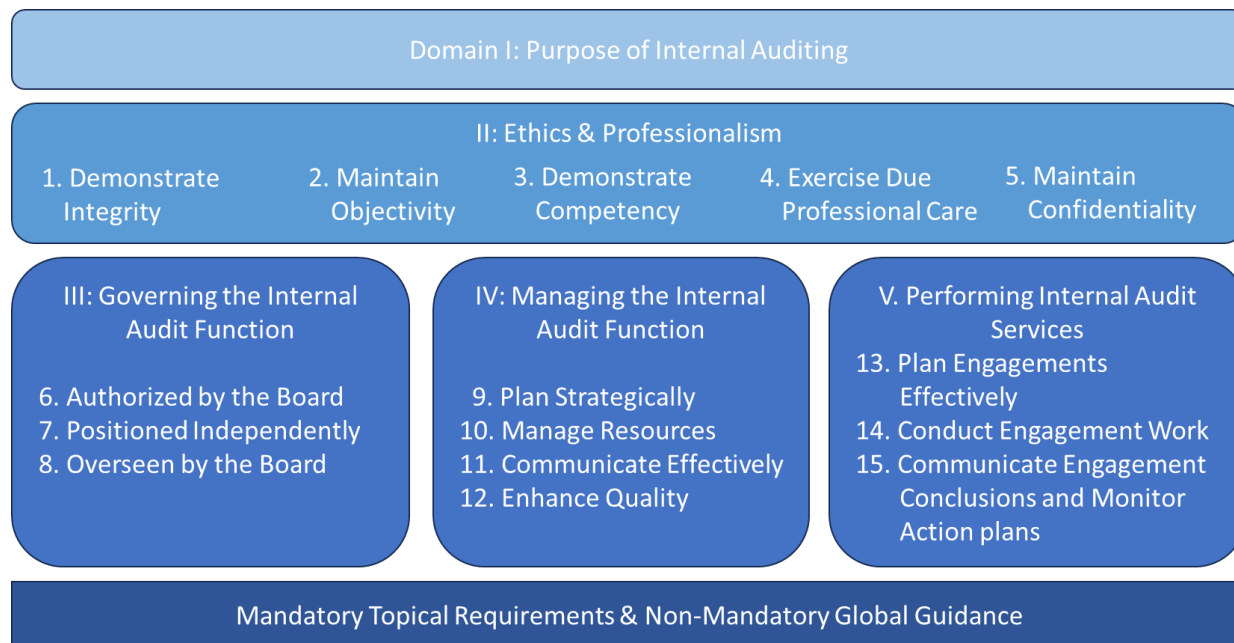 Domain I: Purpose of Internal Auditing
II: Ethics & Professionalism
1. Demonstrate
Integrity
2. Maintain
Objectivity
3. Demonstrate
Competency
4. Exercise Due
Professional Care
5. Maintain
Confidentiality
III: Governing the Internal
Audit Function
6. Authorized by the Board
7. Positioned Independently
8. Overseen by the Board
IV: Managing the Internal
Audit Function
9. Plan Strategically
10. Manage Resources
11. Communicate Effectively
12. Enhance Quality
V. Performing Internal Audit
Services
13. Plan Engagements
Effectively
14. Conduct Engagement Work
15. Communicate Engagement
Conclusions and Monitor
Action plans
Mandatory Topical Requirements & Non-Mandatory Global Guidance